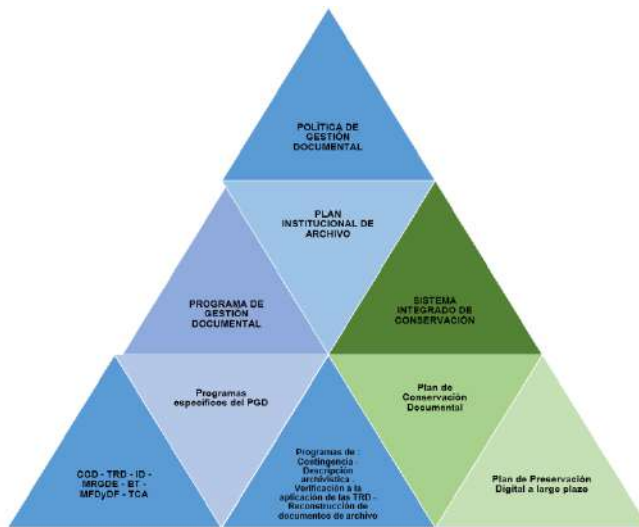 POLÍTICA DE
GESTIÓN
DOCUMENTAL
PLAN
INSTITUCIONAL DE
ARCHIVO
PROGRAMA DE
GESTIÓN
DOCUMENTAL
SISTEMA
INTEGRADO DE
CONSERVACIÓN
Programas
específicos del PGD
Plan de
Conservación
Documental
CGD - TRD - ID -
MRGDE - BT -
MFDyDF - TCA
Programas de :
Contingencia -
Descripción
archivística -
Verificación a la
aplicación de las TRD -
Reconstrucción de
documentos de archivo
Plan de Preservación
Digital a largo plazo